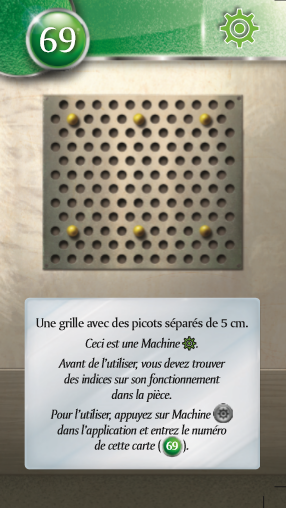 69
Une grille avec des picots séparés de 5 cm.
Ceci est une Machine .
Avant de l'utiliser, vous devez trouver
des indices sur son fonctionnement
dans la pièce.
Pour l'utiliser, appuyez sur Machine
dans l'application et entrez le numéro
de cette carte ( 69 ).